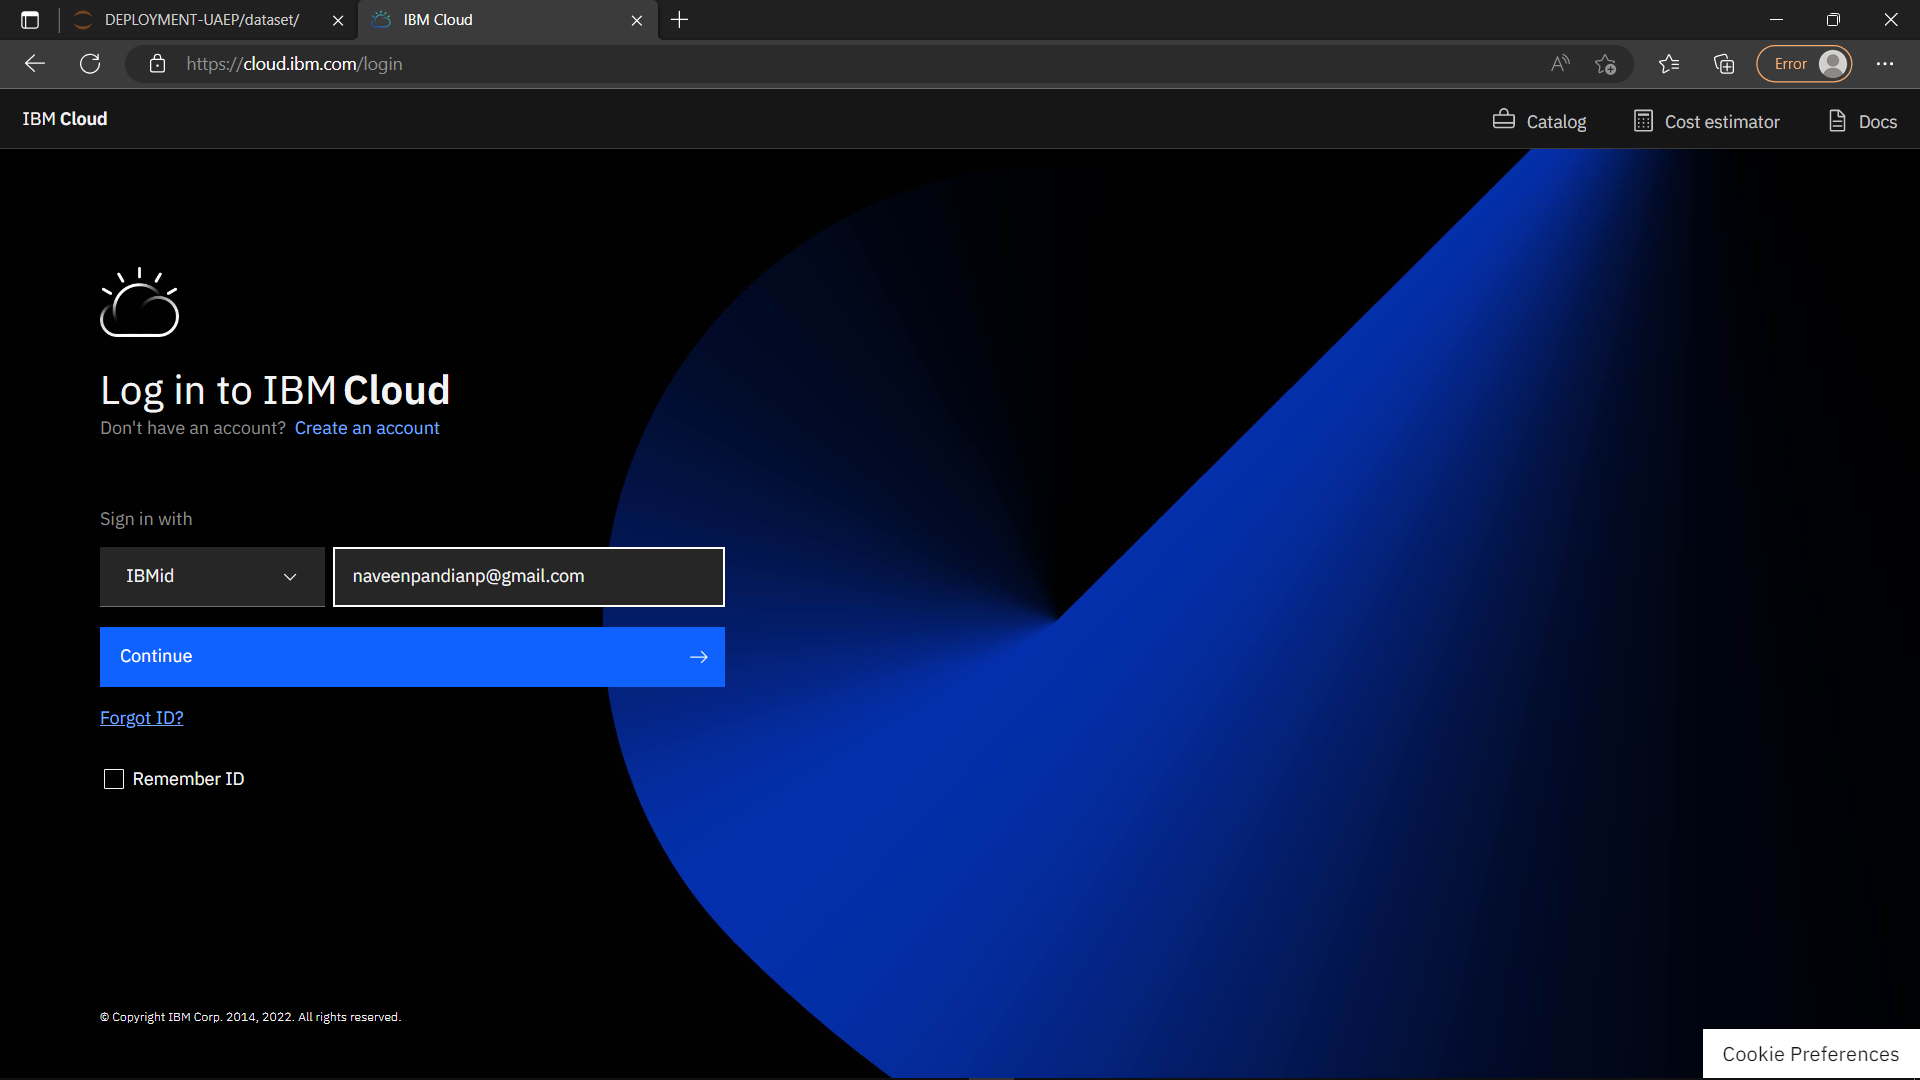 DEPLOYMENT-UAEP/dataset/
IBM Cloud
https://cloud.ibm.com/login
Error
IBM Cloud
Catalog
Cost estimator
Docs
Log in to IBM Cloud
Don't have an account? Create an account
Sign in with
IBMid
naveenpandianp@gmail.com
Continue
Forgot ID?
Remember ID
© Copyright IBM Corp. 2014, 2022. All rights reserved.
Cookie Preferences